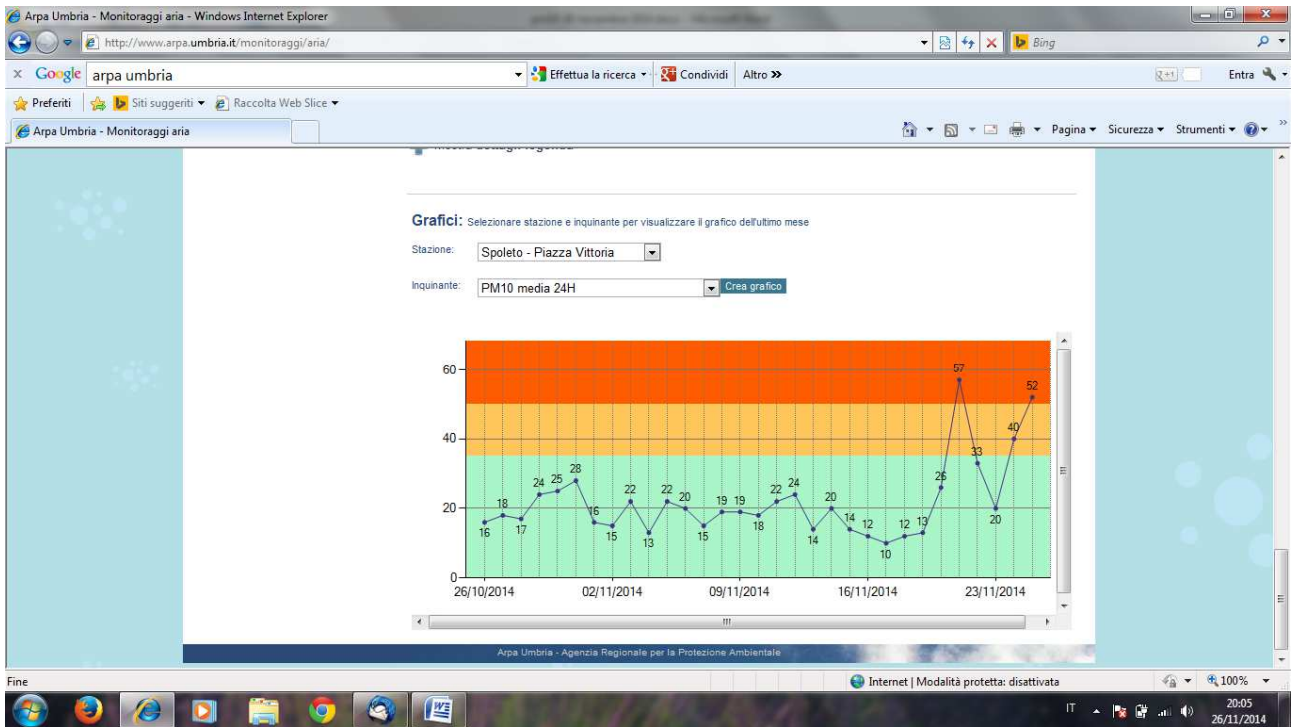 Arpa Umbria - Monitoraggi aria - Windows Internet Explorer
http://www.arpa.umbria.it/monitoraggi/aria/
Bing
x Google arpa umbria Effettua la ricerca Condividi Altro >> +1 Entra
Preferiti Siti suggeriti Raccolta Web Slice
Arpa Umbria - Monitoraggi aria
Pagina Sicurezza Strumenti
Grafici: Selezionare stazione e inquinante per visualizzare il grafico dell'ultimo mese
Stazione: Spoleto - Piazza Vittoria
Inquinante: PM10 media 24H Crea grafico
60
40
20
0
16 18 17 24 25 28 16 15 22 13 22 20 15 19 19 18 22 24 14 20 14 12 10 12 13 26 57 33 20 40 52
26/10/2014 02/11/2014 09/11/2014 16/11/2014 23/11/2014
Arpa Umbria - Agenzia Regionale per la Protezione Ambientale
Fine Internet | Modalità protetta: disattivata 100%
IT 20:05
26/11/2014